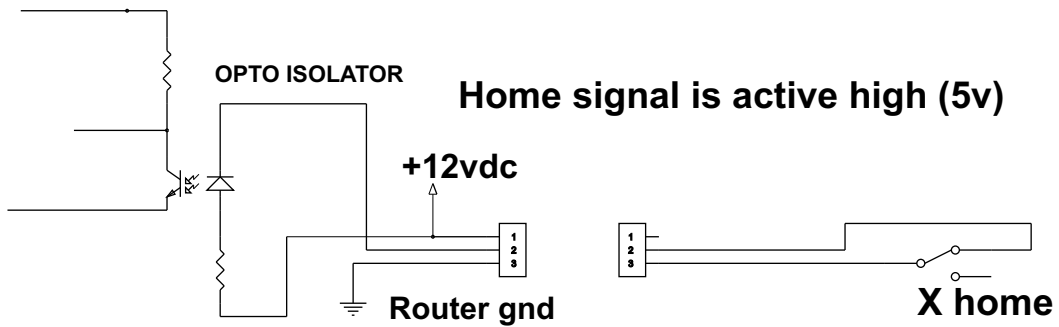 OPTO ISOLATOR
Home signal is active high (5v)
+12vdc
1
2
3
1
2
3
Router gnd
X home